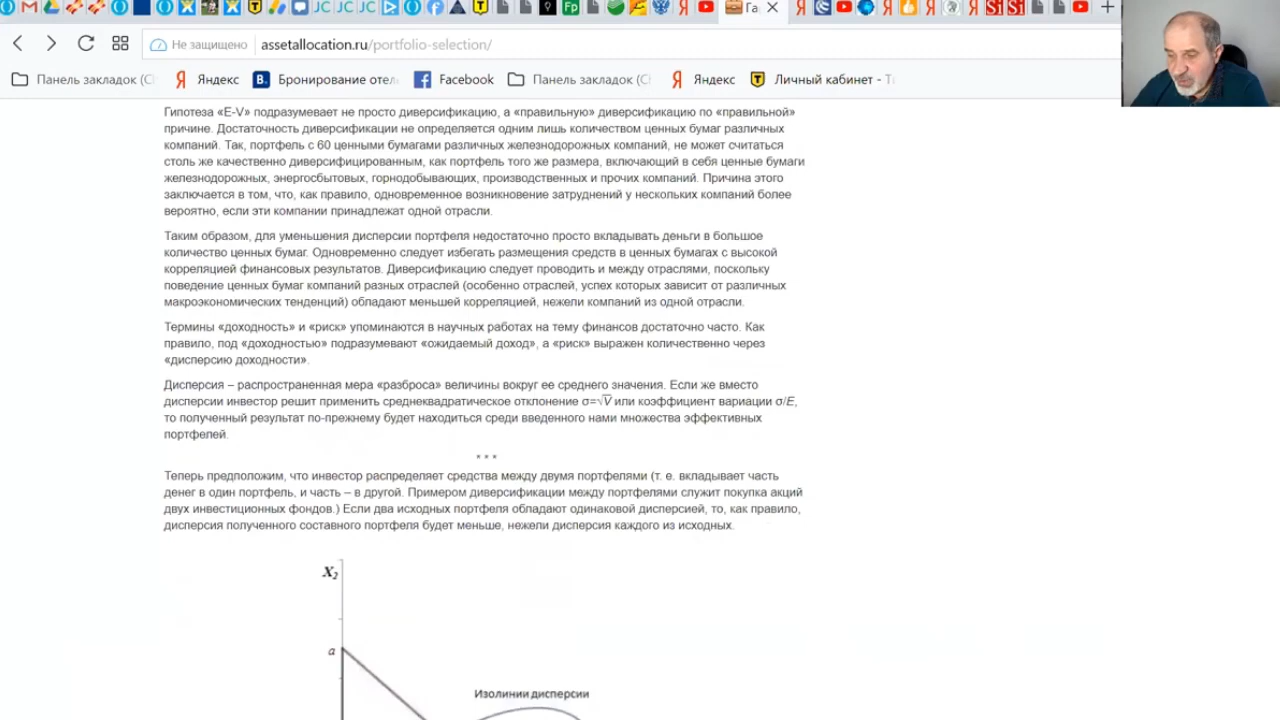 JC JC JC
T
Fp
Я
Га
Я
Я
Я
Я
Si Si
Не защищено
assetallocation.ru/portfolio-selection/
Панель закладок (С
Яндекс
B. Бронирование оте
Facebook
Панель закладок (С
Яндекс
Личный кабинет - Т
Гипотеза «E-V» подразумевает не просто диверсификацию, а «правильную» диверсификацию по «правильной»
причине. Достаточность диверсификации не определяется одним лишь количеством ценных бумаг различных
компаний. Так, портфель с 60 ценными бумагами различных железнодорожных компаний, не может считаться
столь же качественно диверсифицированным, как портфель того же размера, включающий в себя ценные бумаги
железнодорожных, энергосбытовых, горнодобывающих, производственных и прочих компаний. Причина этого
заключается в том, что, как правило, одновременное возникновение затруднений у нескольких компаний более
вероятно, если эти компании принадлежат одной отрасли.
Таким образом, для уменьшения дисперсии портфеля недостаточно просто вкладывать деньги в большое
количество ценных бумаг. Одновременно следует избегать размещения средств в ценных бумагах с высокой
корреляцией финансовых результатов. Диверсификацию следует проводить и между отраслями, поскольку
поведение ценных бумаг компаний разных отраслей (особенно отраслей, успех которых зависит от различных
макроэкономических тенденций) обладают меньшей корреляцией, нежели компаний из одной отрасли.
Термины «доходность» и «риск» упоминаются в научных работах на тему финансов достаточно часто. Как
правило, под «доходностью» подразумевают «ожидаемый доход», а «риск» выражен количественно через
«дисперсию доходности».
Дисперсия – распространенная мера «разброса» величины вокруг ее среднего значения. Если же вместо
дисперсии инвестор решит применить среднеквадратическое отклонение σ=√V или коэффициент вариации σ/E,
то полученный результат по-прежнему будет находиться среди введенного нами множества эффективных
портфелей.
* * *
Теперь предположим, что инвестор распределяет средства между двумя портфелями (т. е. вкладывает часть
денег в один портфель, и часть – в другой. Примером диверсификации между портфелями служит покупка акций
двух инвестиционных фондов.) Если два исходных портфеля обладают одинаковой дисперсией, то, как правило,
дисперсия полученного составного портфеля будет меньше, нежели дисперсия каждого из исходных.
X₂
a
Изолинии дисперсии